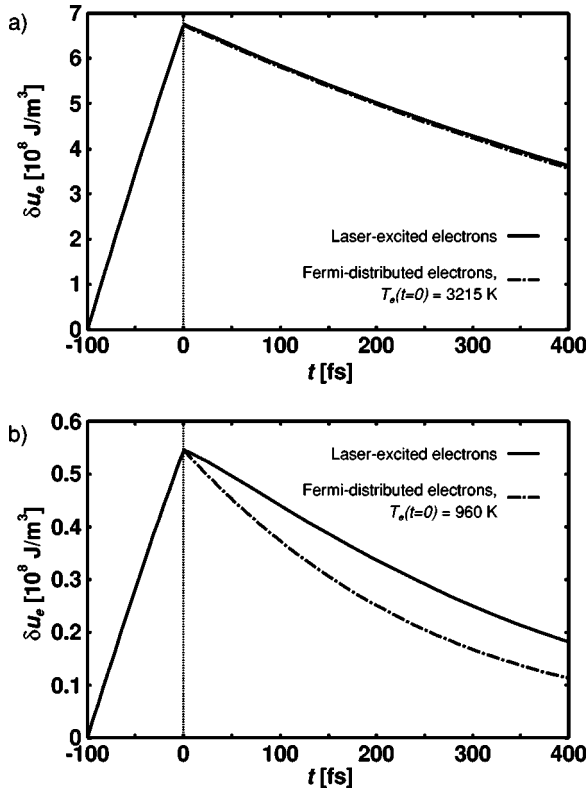 a)
7
6
5
4
3
2
1
0
δu_e [10^8 J/m^3]
Laser-excited electrons
Fermi-distributed electrons,
T_e(t=0) = 3215 K
-100 0 100 200 300 400
t [fs]
b)
0.6
0.5
0.4
0.3
0.2
0.1
0
δu_e [10^8 J/m^3]
Laser-excited electrons
Fermi-distributed electrons,
T_e(t=0) = 960 K
-100 0 100 200 300 400
t [fs]